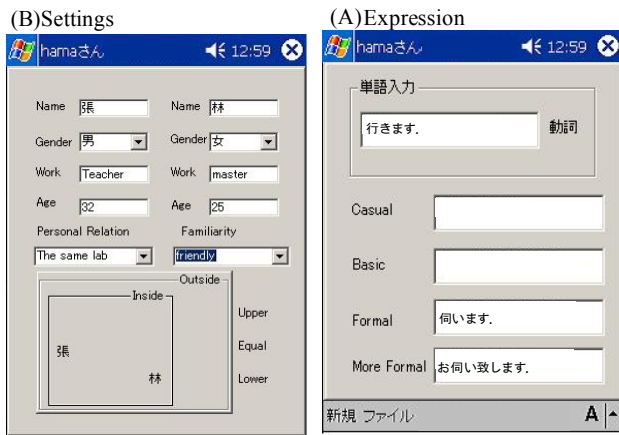 (B)Settings
hamaさん 12:59
Name 張 Name 林
Gender 男 Gender 女
Work Teacher Work master
Age 32 Age 25
Personal Relation Familiarity
The same lab friendly
Outside
Inside
Upper
張 Equal
林 Lower
(A)Expression
hamaさん 12:59
単語入力
行きます. 動詞
Casual
Basic
Formal 伺います.
More Formal お伺い致します.
新規 ファイル A